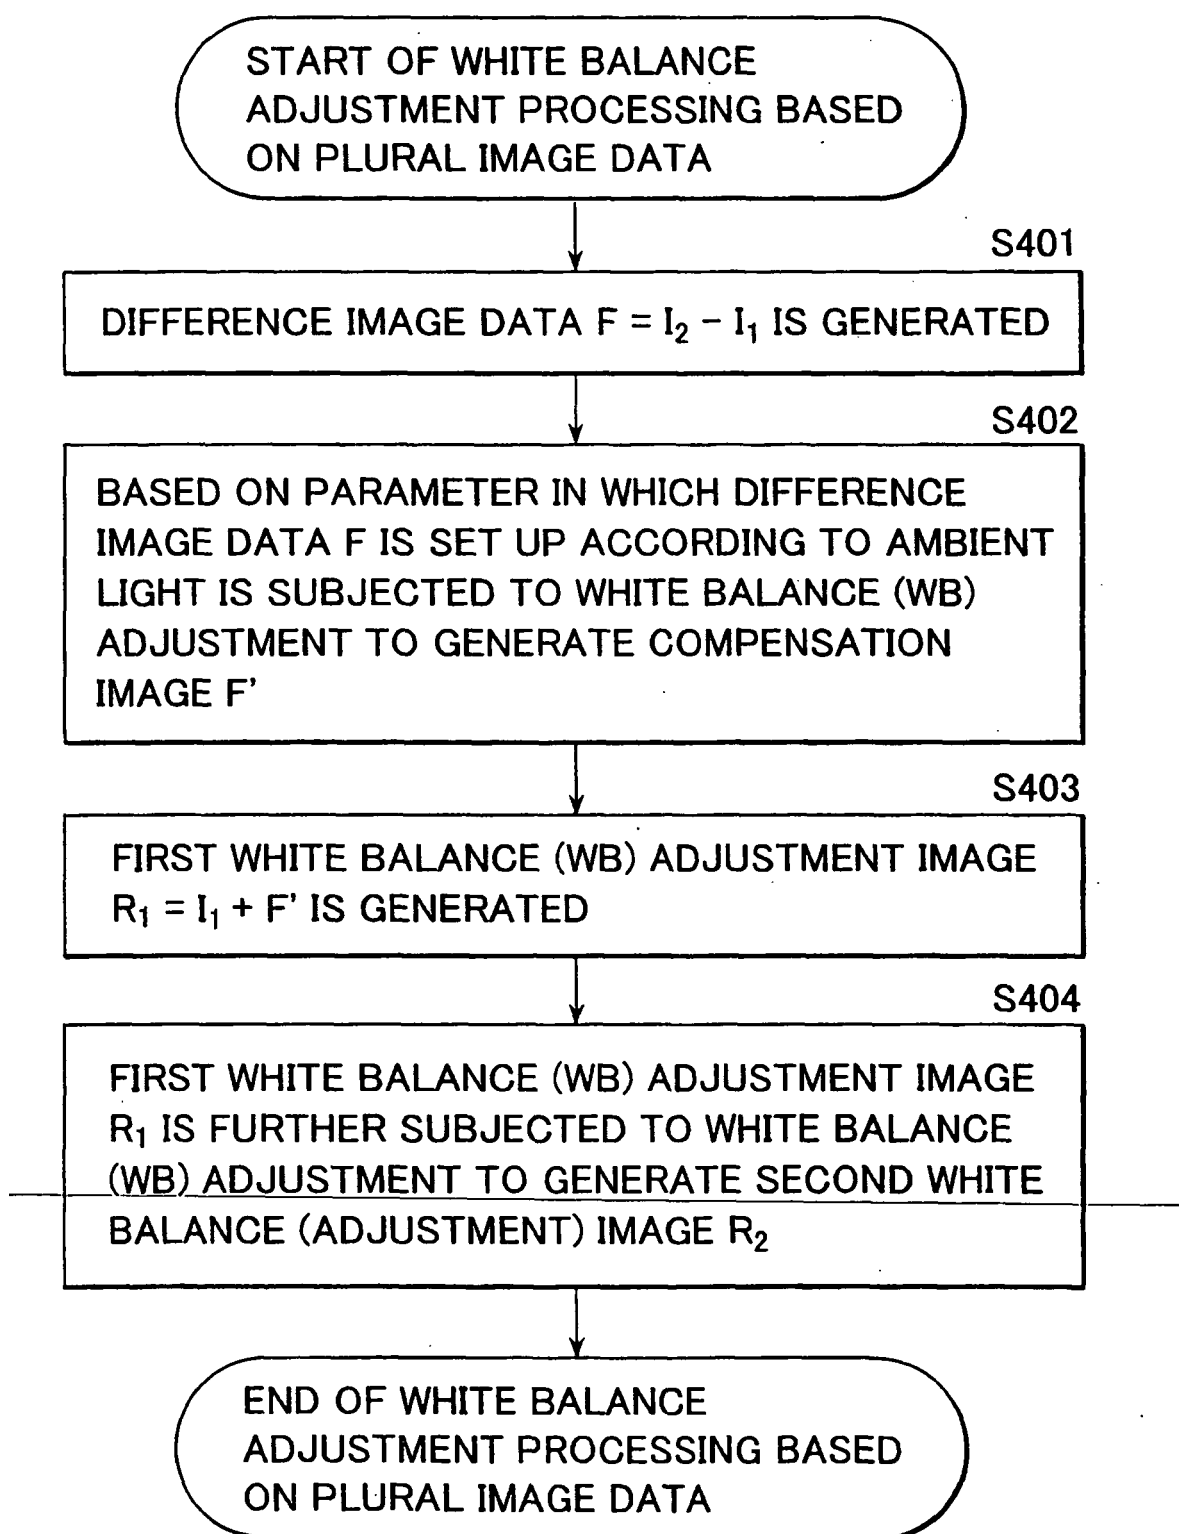 START OF WHITE BALANCE
ADJUSTMENT PROCESSING BASED
ON PLURAL IMAGE DATA
S401
DIFFERENCE IMAGE DATA F = I₂ − I₁ IS GENERATED
S402
BASED ON PARAMETER IN WHICH DIFFERENCE
IMAGE DATA F IS SET UP ACCORDING TO AMBIENT
LIGHT IS SUBJECTED TO WHITE BALANCE (WB)
ADJUSTMENT TO GENERATE COMPENSATION
IMAGE F'
S403
FIRST WHITE BALANCE (WB) ADJUSTMENT IMAGE
R₁ = I₁ + F' IS GENERATED
S404
FIRST WHITE BALANCE (WB) ADJUSTMENT IMAGE
R₁ IS FURTHER SUBJECTED TO WHITE BALANCE
(WB) ADJUSTMENT TO GENERATE SECOND WHITE
BALANCE (ADJUSTMENT) IMAGE R₂
END OF WHITE BALANCE
ADJUSTMENT PROCESSING BASED
ON PLURAL IMAGE DATA